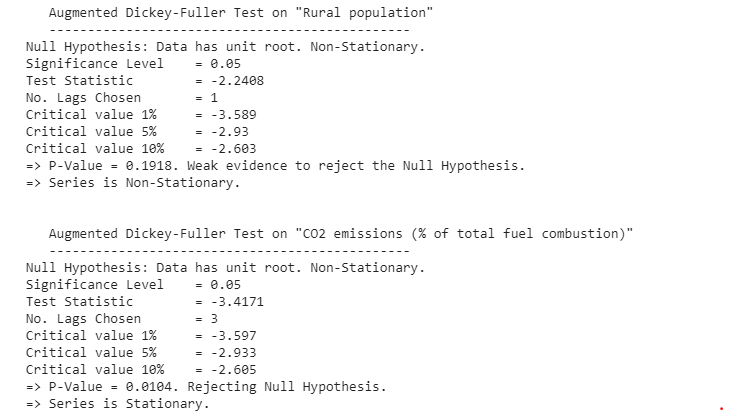 Augmented Dickey-Fuller Test on "Rural population"
-----------------------------------------------
Null Hypothesis: Data has unit root. Non-Stationary.
Significance Level    = 0.05
Test Statistic        = -2.2408
No. Lags Chosen       = 1
Critical value 1%     = -3.589
Critical value 5%     = -2.93
Critical value 10%    = -2.603
=> P-Value = 0.1918. Weak evidence to reject the Null Hypothesis.
=> Series is Non-Stationary.
Augmented Dickey-Fuller Test on "CO2 emissions (% of total fuel combustion)"
-----------------------------------------------
Null Hypothesis: Data has unit root. Non-Stationary.
Significance Level    = 0.05
Test Statistic        = -3.4171
No. Lags Chosen       = 3
Critical value 1%     = -3.597
Critical value 5%     = -2.933
Critical value 10%    = -2.605
=> P-Value = 0.0104. Rejecting Null Hypothesis.
=> Series is Stationary.